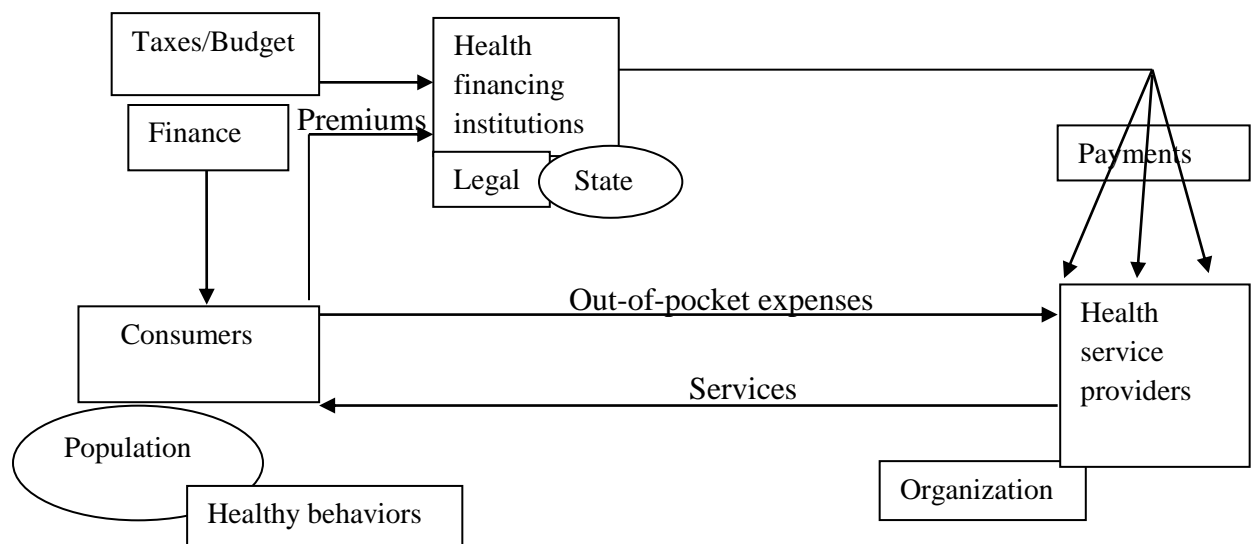 Taxes/Budget
Health
financing
institutions
Premiums
Finance
Payments
Legal
State
Out-of-pocket expenses
Consumers
Health
service
providers
Services
Population
Organization
Healthy behaviors